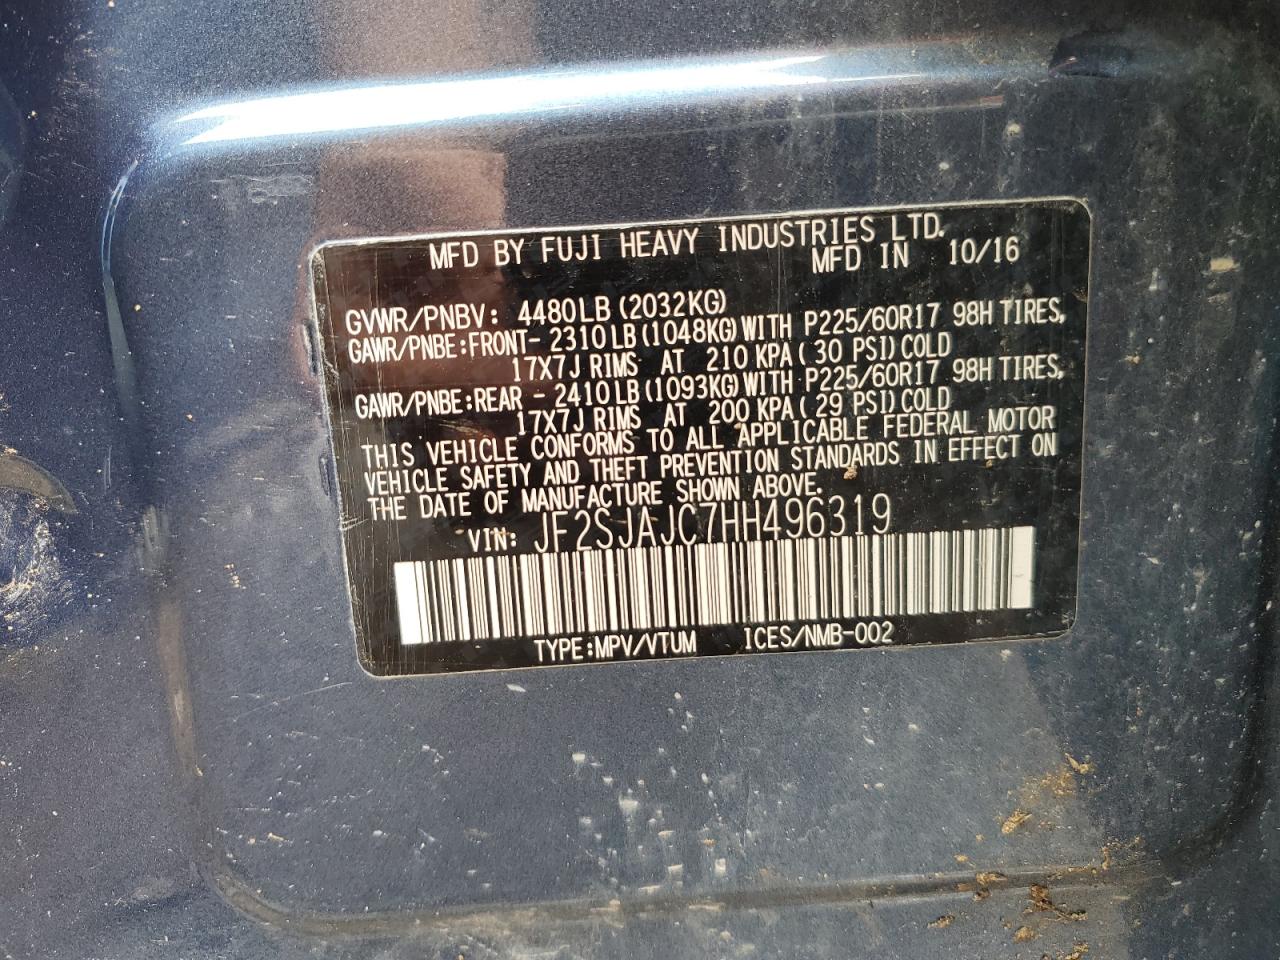 MFD BY FUJI HEAVY INDUSTRIES LTD.
MFD IN 10/16
GVWR/PNBV: 4480LB (2032KG)
GAWR/PNBE:FRONT- 2310LB (1048KG) WITH P225/60R17 98H TIRES,
17X7J RIMS AT 210 KPA ( 30 PSI) COLD
GAWR/PNBE:REAR - 2410LB (1093KG) WITH P225/60R17 98H TIRES,
17X7J RIMS AT 200 KPA ( 29 PSI) COLD
THIS VEHICLE CONFORMS TO ALL APPLICABLE FEDERAL MOTOR
VEHICLE SAFETY AND THEFT PREVENTION STANDARDS IN EFFECT ON
THE DATE OF MANUFACTURE SHOWN ABOVE.
VIN: JF2SJAJC7HH496319
TYPE:MPV/VTUM ICES/NMB-002